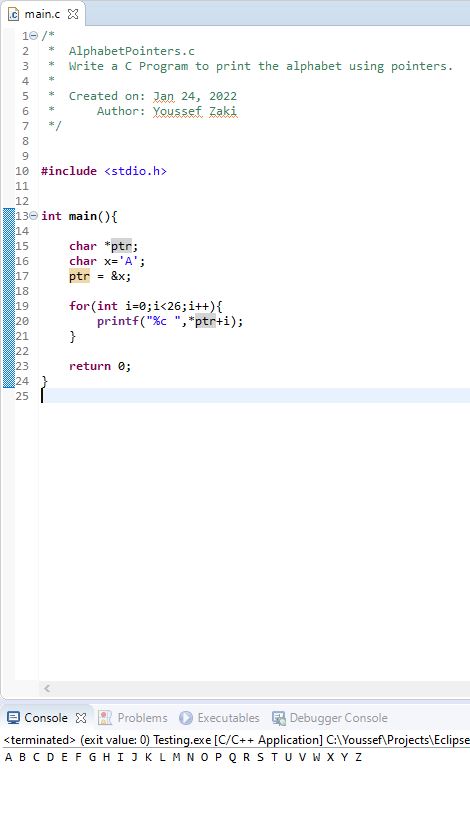 main.c
1 /*
2  *  AlphabetPointers.c
3  *  Write a C Program to print the alphabet using pointers.
4  *
5  *  Created on: Jan 24, 2022
6  *      Author: Youssef Zaki
7  */
8
9
10 #include <stdio.h>
11
12
13 int main(){
14
15     char *ptr;
16     char x='A';
17     ptr = &x;
18
19     for(int i=0;i<26;i++){
20         printf("%c ",*ptr+i);
21     }
22
23     return 0;
24 }
25
Console Problems Executables Debugger Console
<terminated> (exit value: 0) Testing.exe [C/C++ Application] C:\Youssef\Projects\Eclipse
A B C D E F G H I J K L M N O P Q R S T U V W X Y Z